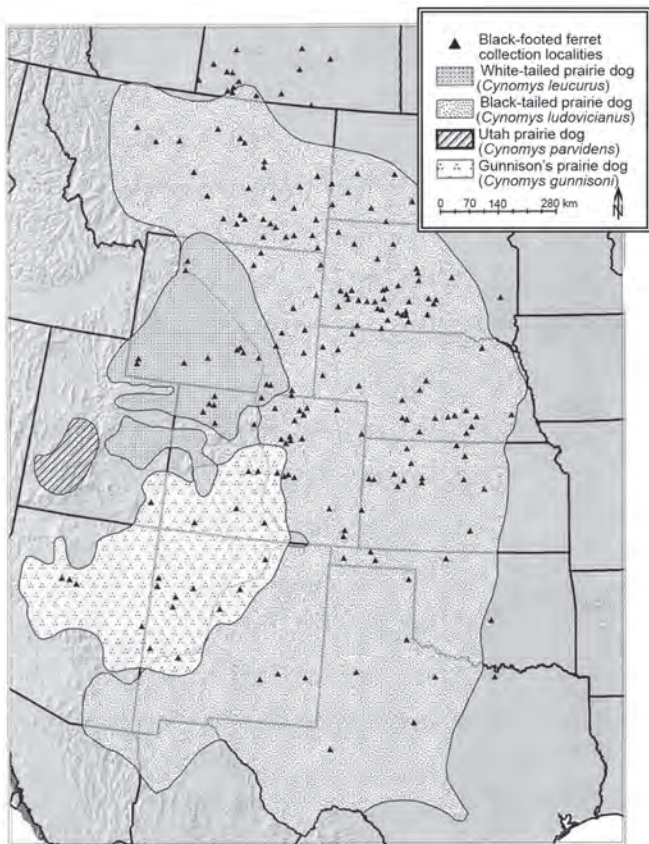 Black-footed ferret
collection localities
White-tailed prairie dog
(Cynomys leucurus)
Black-tailed prairie dog
(Cynomys ludovicianus)
Utah prairie dog
(Cynomys parvidens)
Gunnison's prairie dog
(Cynomys gunnisoni)
0 70 140 280 km
N